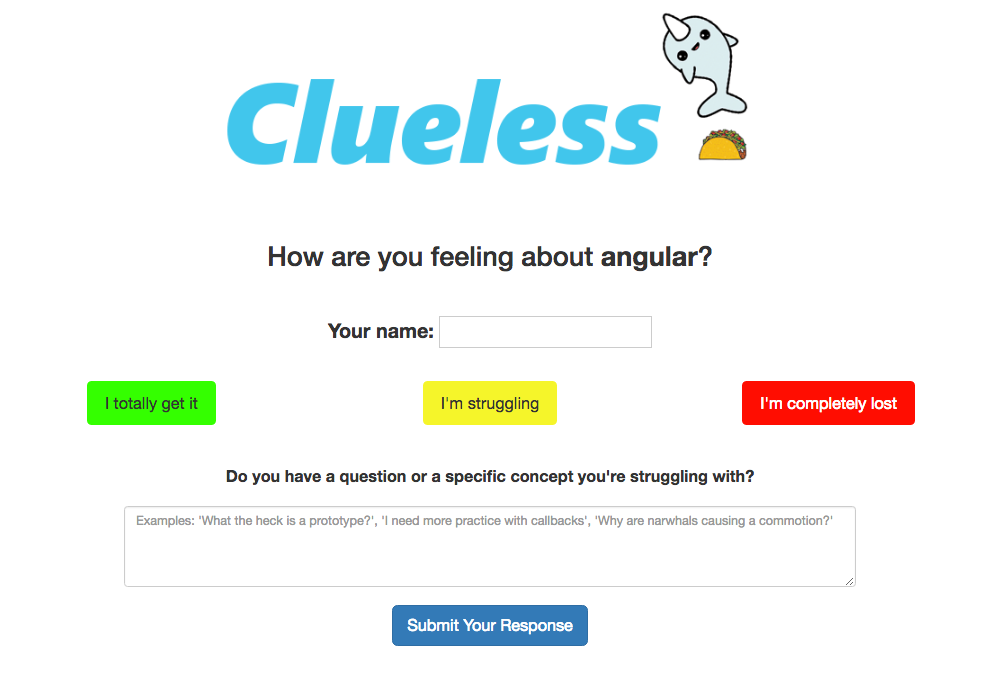 Clueless
How are you feeling about angular?
Your name:
I totally get it
I'm struggling
I'm completely lost
Do you have a question or a specific concept you're struggling with?
Examples: 'What the heck is a prototype?', 'I need more practice with callbacks', 'Why are narwhals causing a commotion?'
Submit Your Response